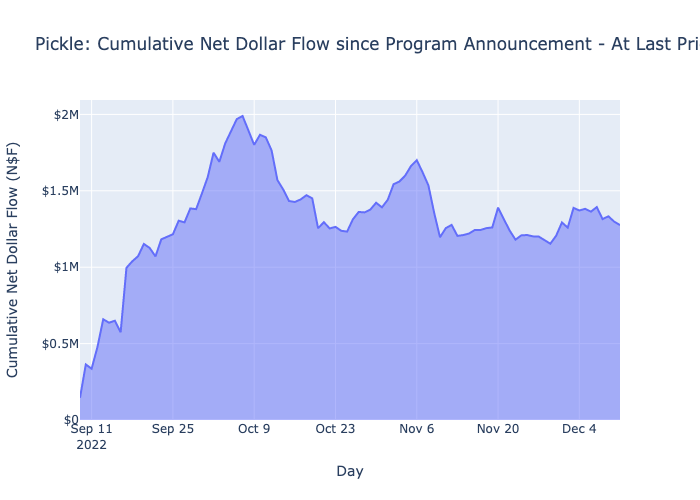 Pickle: Cumulative Net Dollar Flow since Program Announcement - At Last Pri
Cumulative Net Dollar Flow (N$F)
$2M
$1.5M
$1M
$0.5M
$0
Sep 11
2022
Sep 25
Oct 9
Oct 23
Nov 6
Nov 20
Dec 4
Day